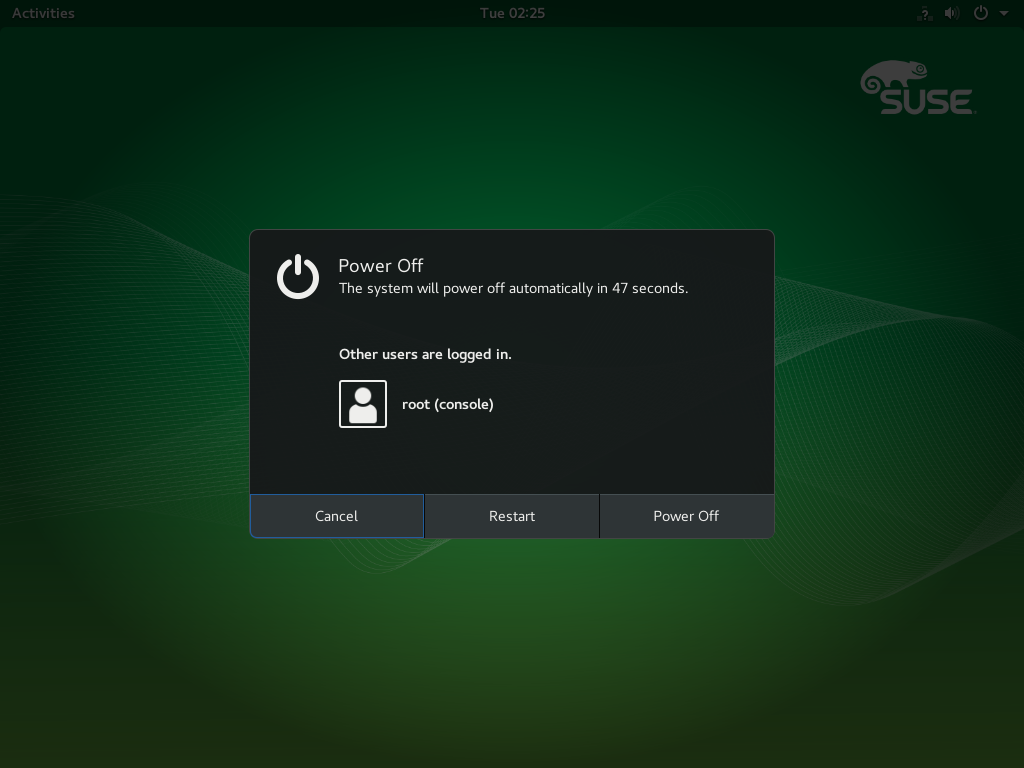 Activities
Tue 02:25
?
SUSE
Power Off
The system will power off automatically in 47 seconds.
Other users are logged in.
root (console)
Cancel
Restart
Power Off